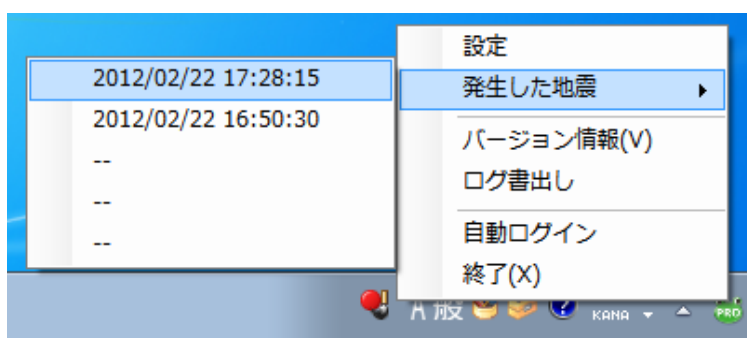 設定
発生した地震
バージョン情報(V)
ログ書出し
自動ログイン
終了(X)
2012/02/22 17:28:15
2012/02/22 16:50:30
--
--
--
A 般
KANA
PRO